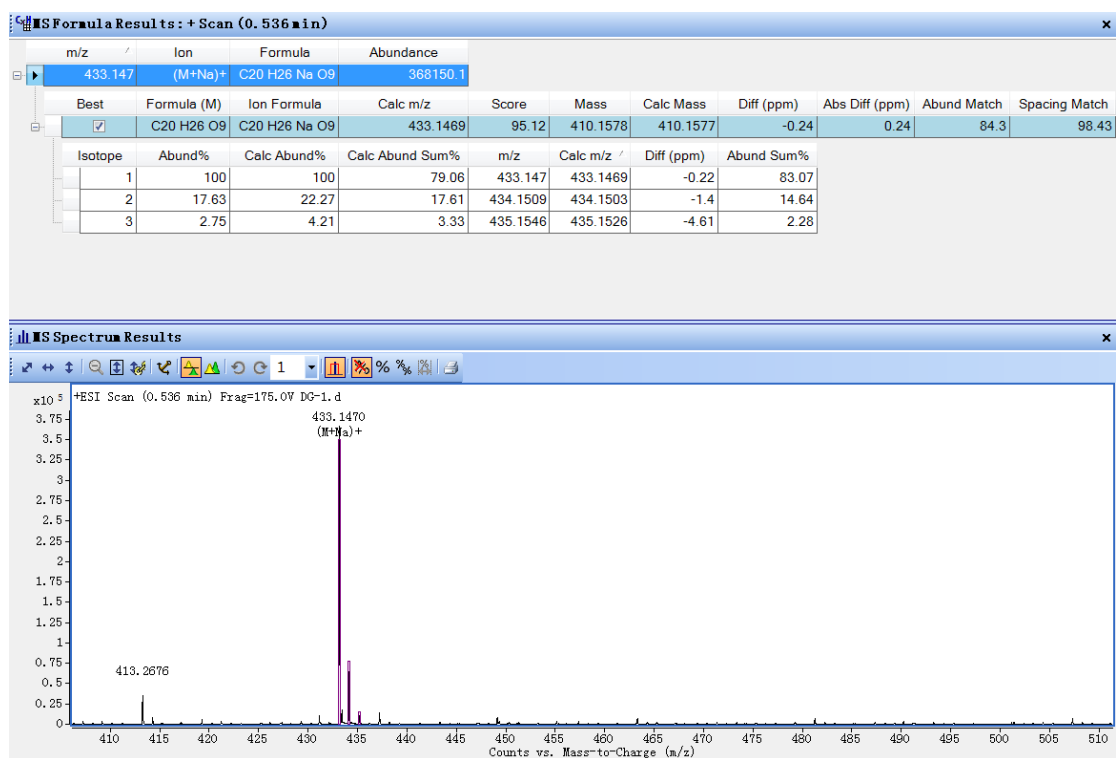 MS Formula Results: + Scan (0.536 min)
m/z Ion Formula Abundance
433.147 (M+Na)+ C20 H26 Na O9 368150.1
Best Formula (M) Ion Formula Calc m/z Score Mass Calc Mass Diff (ppm) Abs Diff (ppm) Abund Match Spacing Match
C20 H26 O9 C20 H26 Na O9 433.1469 95.12 410.1578 410.1577 -0.24 0.24 84.3 98.43
Isotope Abund% Calc Abund% Calc Abund Sum% m/z Calc m/z Diff (ppm) Abund Sum%
1 100 100 79.06 433.147 433.1469 -0.22 83.07
2 17.63 22.27 17.61 434.1509 434.1503 -1.4 14.64
3 2.75 4.21 3.33 435.1546 435.1526 -4.61 2.28
MS Spectrum Results
1 % %
x10 5 +ESI Scan (0.536 min) Frag=175.0V DG-1.d
3.75 433.1470
3.5 (M+Na)+
3.25
3
2.75
2.5
2.25
2
1.75
1.5
1.25
1
0.75 413.2676
0.5
0.25
0
410 415 420 425 430 435 440 445 450 455 460 465 470 475 480 485 490 495 500 505 510
Counts vs. Mass-to-Charge (m/z)